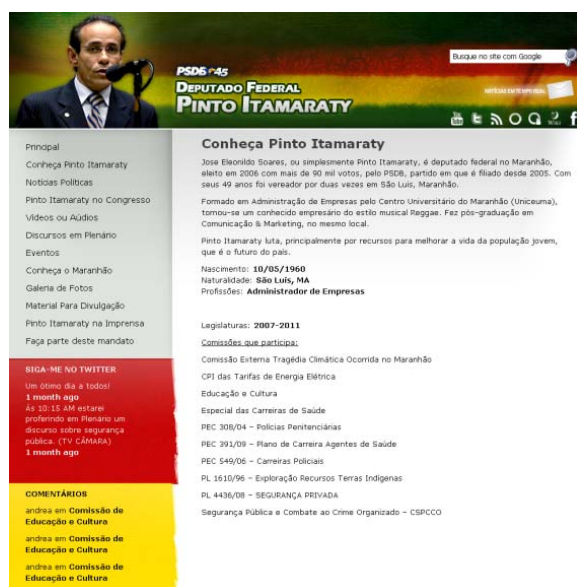 Busque no site com Google
PSDB 45
DEPUTADO FEDERAL
PINTO ITAMARATY
NOTÍCIAS EM TEMPO REAL
Principal
Conheça Pinto Itamaraty
Notícias Políticas
Pinto Itamaraty no Congresso
Vídeos ou Aúdios
Discursos em Plenário
Eventos
Conheça o Maranhão
Galeria de Fotos
Material Para Divulgação
Pinto Itamaraty na Imprensa
Faça parte deste mandato
SIGA-ME NO TWITTER
Um ótimo dia a todos!
1 month ago
Ás 10:15 AM estarei
proferindo em Plenário um
discurso sobre segurança
pública. (TV CÂMARA)
1 month ago
COMENTÁRIOS
andrea em Comissão de
Educação e Cultura
andrea em Comissão de
Educação e Cultura
andrea em Comissão de
Educação e Cultura
Conheça Pinto Itamaraty
Jose Eleonildo Soares, ou simplesmente Pinto Itamaraty, é deputado federal no Maranhão,
eleito em 2006 com mais de 90 mil votos, pelo PSDB, partido em que é filiado desde 2005. Com
seus 49 anos foi vereador por duas vezes em São Luis, Maranhão.
Formado em Administração de Empresas pelo Centro Universitário do Maranhão (Uniceuma),
tornou-se um conhecido empresário do estilo musical Reggae. Fez pós-graduação em
Comunicação & Marketing, no mesmo local.
Pinto Itamaraty luta, principalmente por recursos para melhorar a vida da população jovem,
que é o futuro do país.
Nascimento: 10/05/1960
Naturalidade: São Luís, MA
Profissões: Administrador de Empresas
Legislaturas: 2007-2011
Comissões que participa:
Comissão Externa Tragédia Climática Ocorrida no Maranhão
CPI das Tarifas de Energia Elétrica
Educação e Cultura
Especial das Carreiras de Saúde
PEC 308/04 – Polícias Penitenciárias
PEC 391/09 – Plano de Carreira Agentes de Saúde
PEC 549/06 – Carreiras Policiais
PL 1610/96 – Exploração Recursos Terras Indígenas
PL 4436/08 – SEGURANÇA PRIVADA
Segurança Pública e Combate ao Crime Organizado – CSPCCO